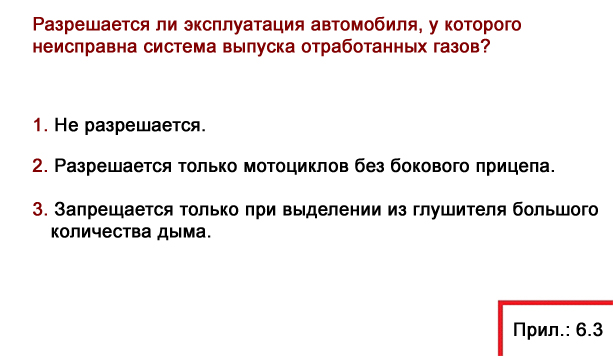 Разрешается ли эксплуатация автомобиля, у которого
неисправна система выпуска отработанных газов?
1. Не разрешается.
2. Разрешается только мотоциклов без бокового прицепа.
3. Запрещается только при выделении из глушителя большого
количества дыма.
Прил.: 6.3